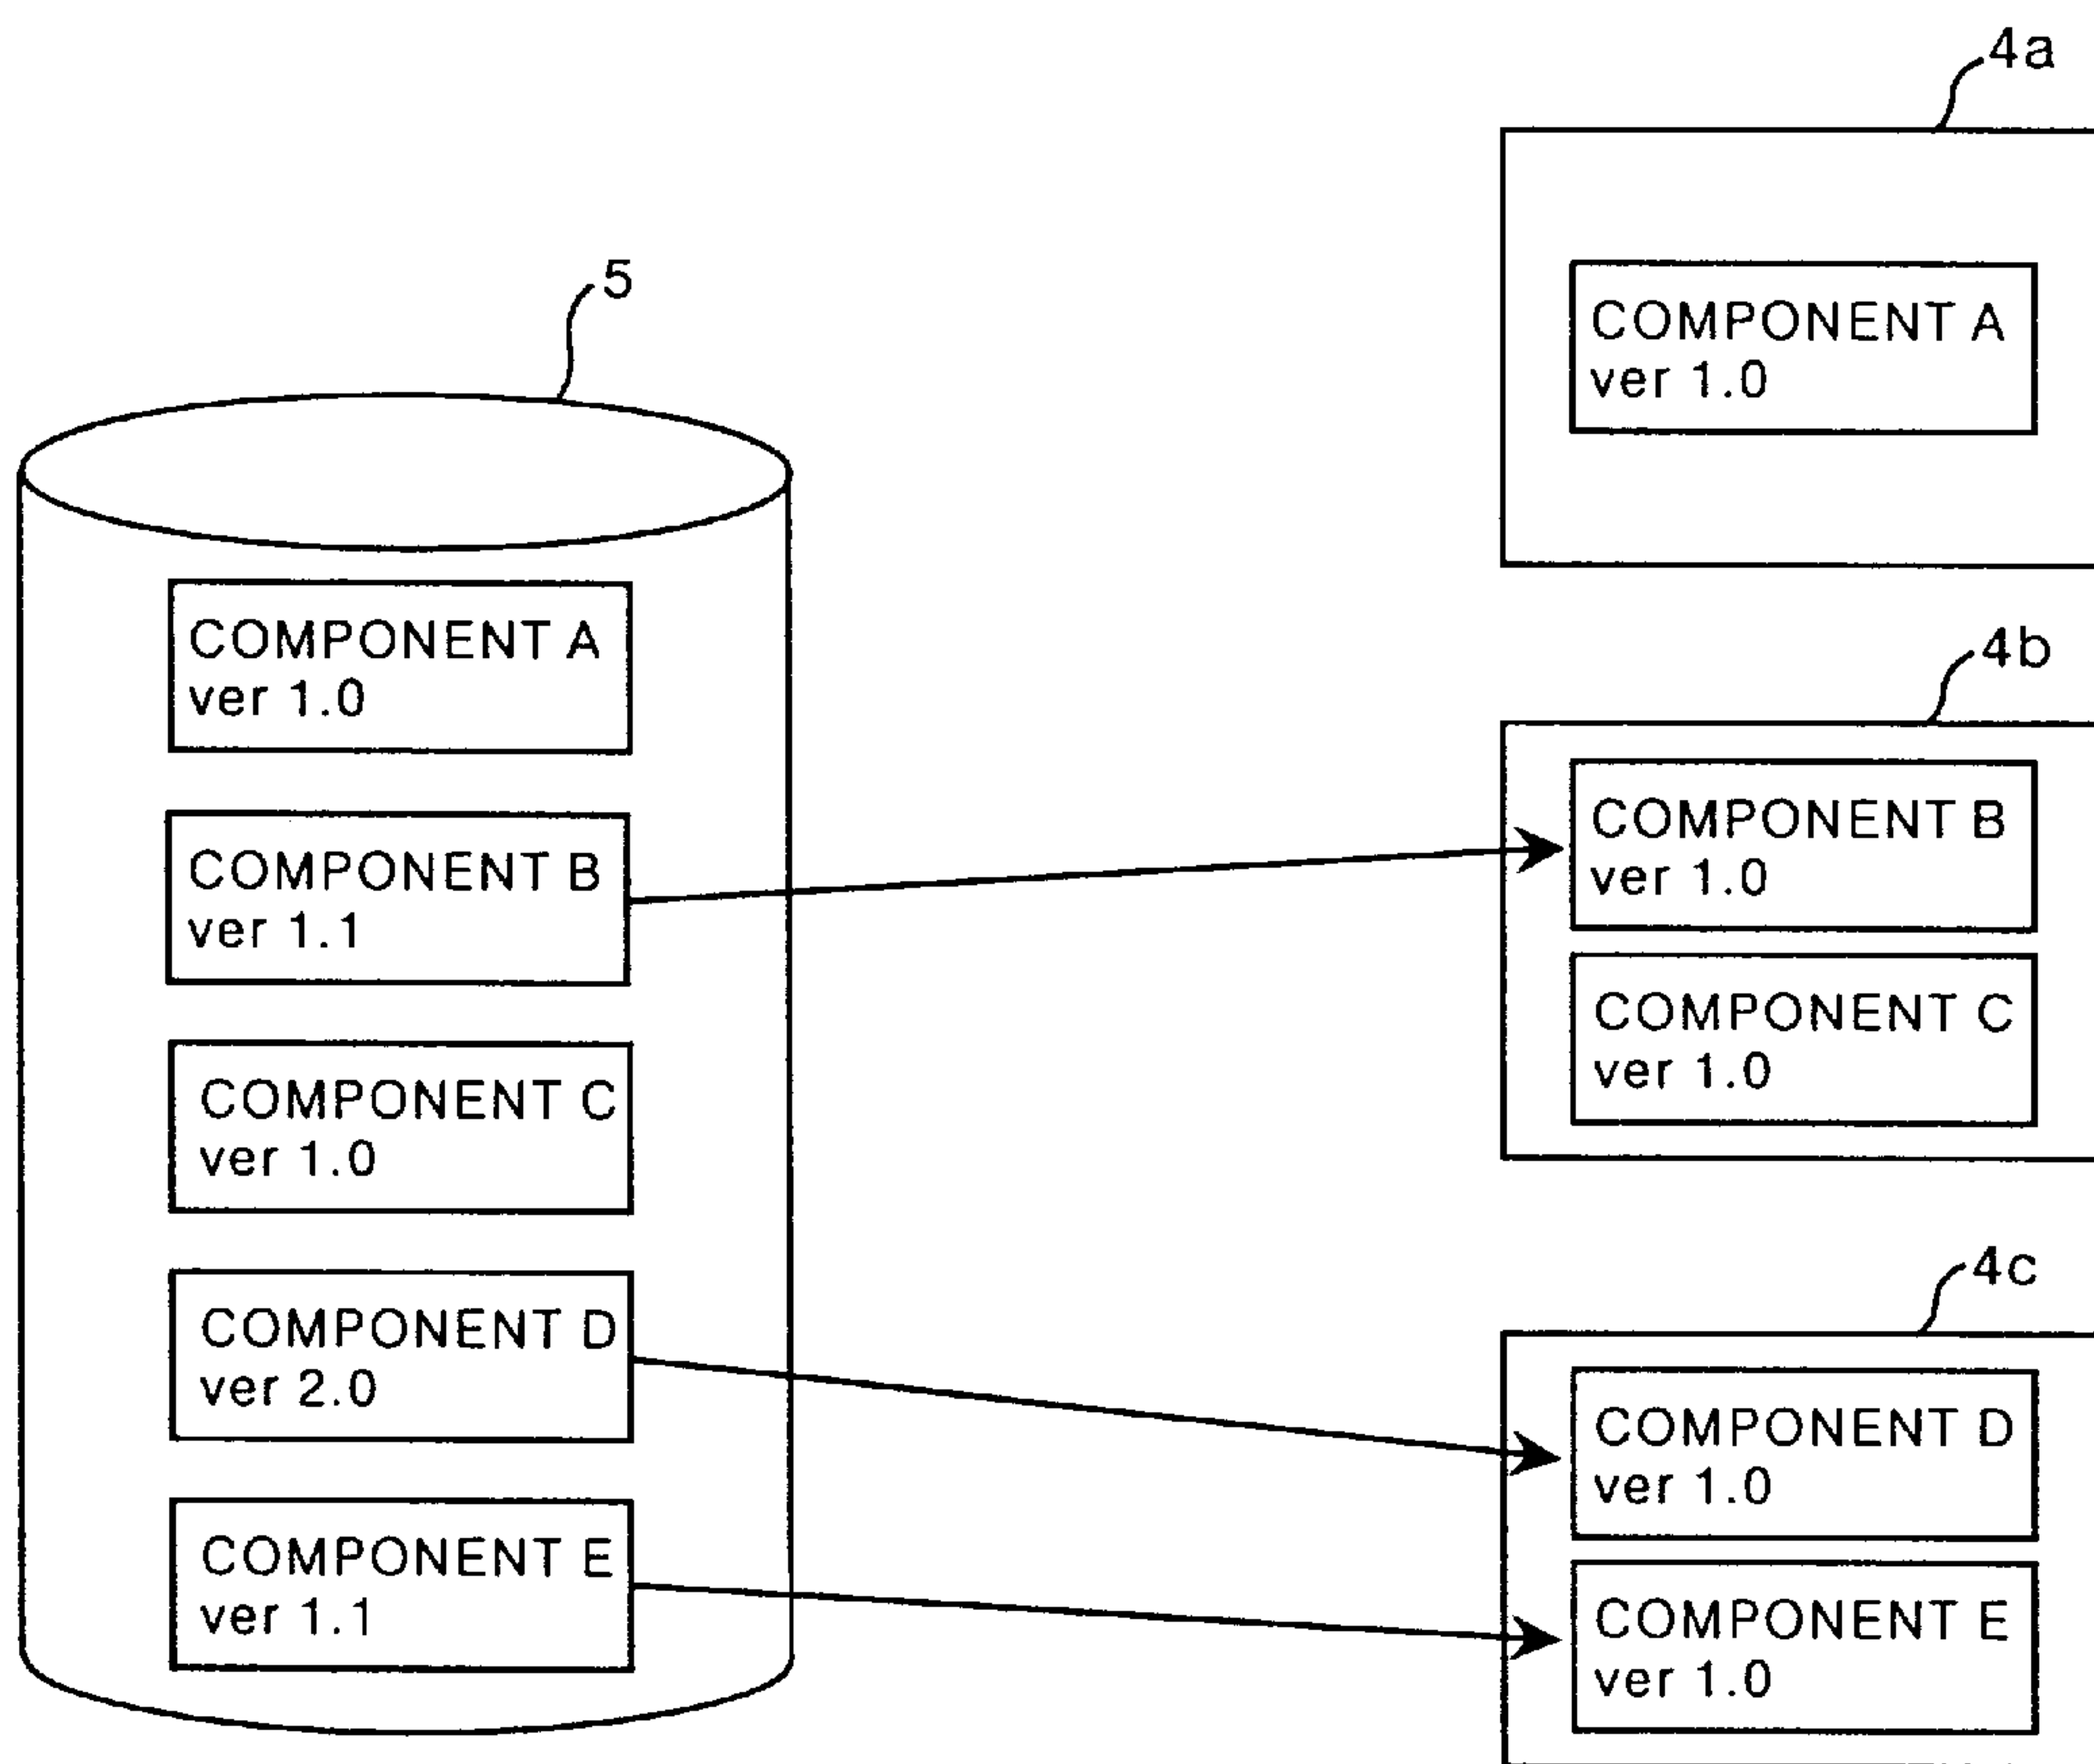 5
COMPONENT A
ver 1.0
COMPONENT B
ver 1.1
COMPONENT C
ver 1.0
COMPONENT D
ver 2.0
COMPONENT E
ver 1.1
4a
COMPONENT A
ver 1.0
4b
COMPONENT B
ver 1.0
COMPONENT C
ver 1.0
4c
COMPONENT D
ver 1.0
COMPONENT E
ver 1.0